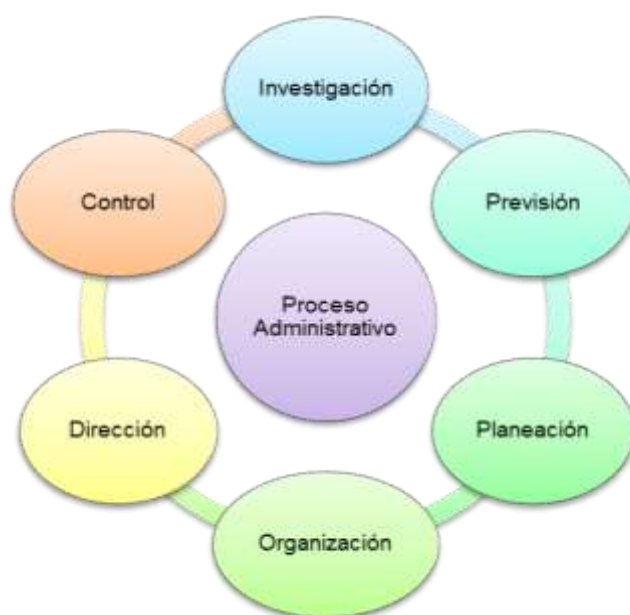 Investigación
Previsión
Planeación
Organización
Dirección
Control
Proceso
Administrativo